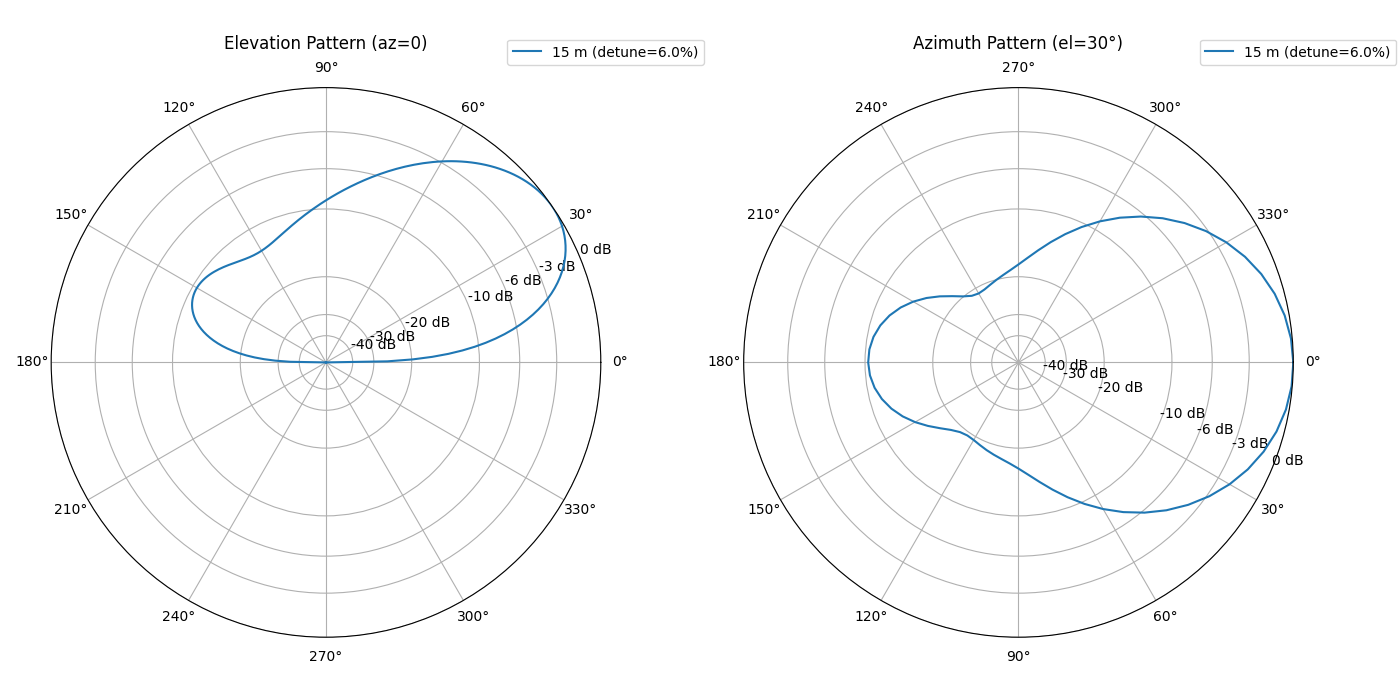 Elevation Pattern (az=0)
15 m (detune=6.0%)
90°
120°
60°
150°
30°
0 dB
-3 dB
-6 dB
-10 dB
-20 dB
-30 dB
-40 dB
180°
0°
210°
330°
240°
300°
270°
Azimuth Pattern (el=30°)
15 m (detune=6.0%)
270°
240°
300°
210°
330°
180°
0°
-40 dB
-30 dB
-20 dB
-10 dB
-6 dB
-3 dB
0 dB
150°
30°
120°
60°
90°